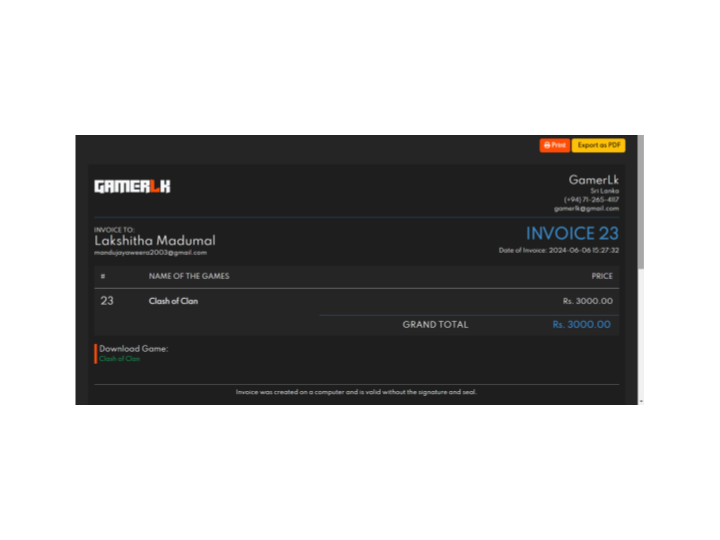 Print Export as PDF
GAMERLK
GamerLk
Sri Lanka
(+94) 71-265-4117
gamerlk@gmail.com
INVOICE TO:
Lakshitha Madumal
mandujayaweera2003@gmail.com
INVOICE 23
Date of Invoice: 2024-06-06 15:27:32
# NAME OF THE GAMES PRICE
23 Clash of Clan Rs. 3000.00
GRAND TOTAL Rs. 3000.00
Download Game:
Clash of Clan
Invoice was created on a computer and is valid without the signature and seal.